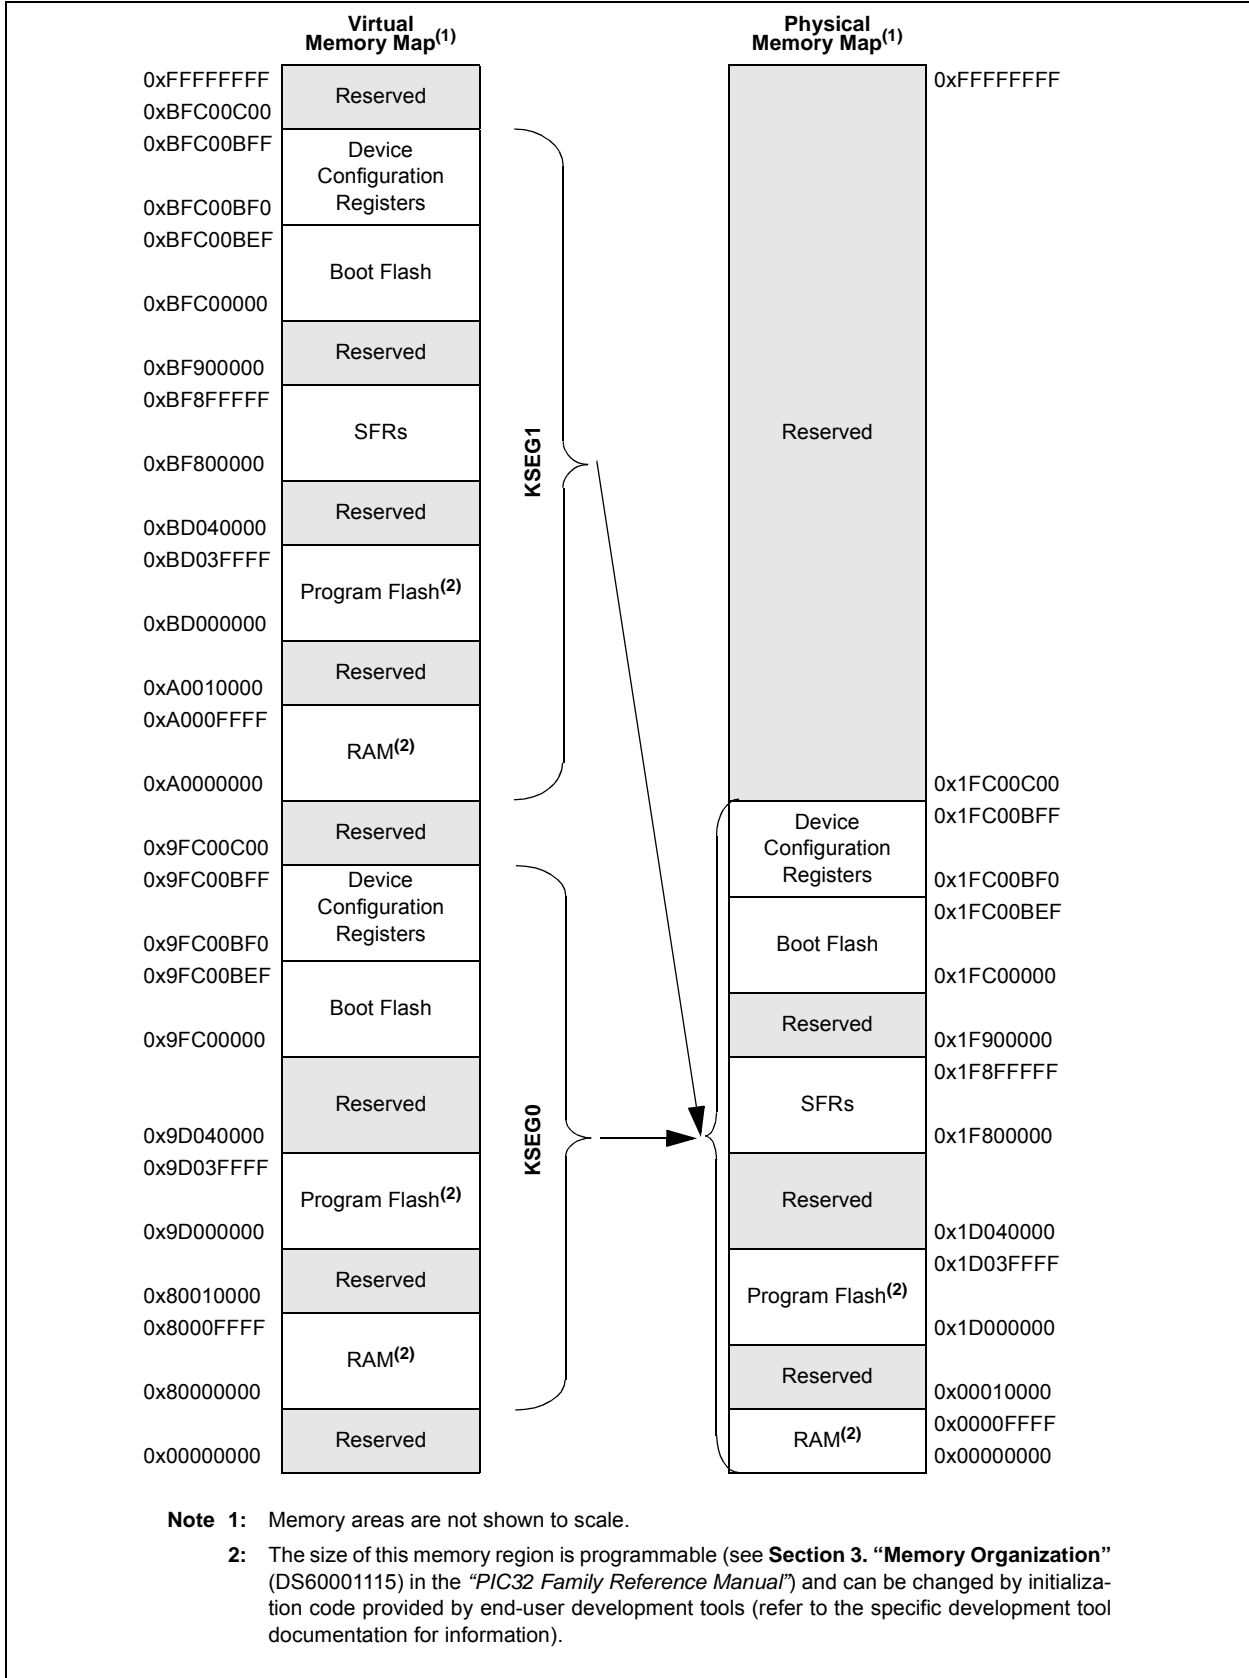 Virtual
Memory Map(1)
Physical
Memory Map(1)
0xFFFFFFFF
Reserved
0xBFC00C00
0xBFC00BFF
Device
Configuration
Registers
0xBFC00BF0
0xBFC00BEF
Boot Flash
0xBFC00000
Reserved
0xBF900000
0xBF8FFFFF
SFRs
0xBF800000
Reserved
0xBD040000
0xBD03FFFF
Program Flash(2)
0xBD000000
Reserved
0xA0010000
0xA000FFFF
RAM(2)
0xA0000000
Reserved
0x9FC00C00
0x9FC00BFF
Device
Configuration
Registers
0x9FC00BF0
0x9FC00BEF
Boot Flash
0x9FC00000
Reserved
0x9D040000
0x9D03FFFF
Program Flash(2)
0x9D000000
Reserved
0x80010000
0x8000FFFF
RAM(2)
0x80000000
Reserved
0x00000000
KSEG1
KSEG0
0xFFFFFFFF
Reserved
0x1FC00C00
0x1FC00BFF
Device
Configuration
Registers
0x1FC00BF0
0x1FC00BEF
Boot Flash
0x1FC00000
Reserved
0x1F900000
0x1F8FFFFF
SFRs
0x1F800000
Reserved
0x1D040000
0x1D03FFFF
Program Flash(2)
0x1D000000
Reserved
0x00010000
0x0000FFFF
RAM(2)
0x00000000
Note 1: Memory areas are not shown to scale.
2: The size of this memory region is programmable (see Section 3. “Memory Organization”
(DS60001115) in the “PIC32 Family Reference Manual”) and can be changed by initializa-
tion code provided by end-user development tools (refer to the specific development tool
documentation for information).